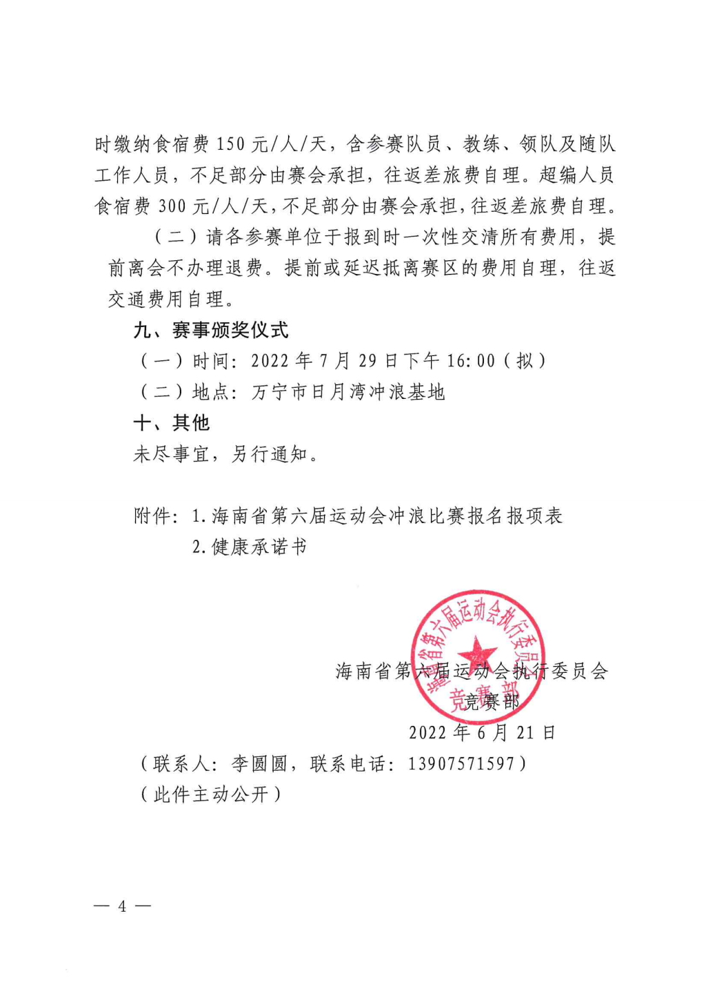 时缴纳食宿费 150 元/人/天，含参赛队员、教练、领队及随队
工作人员，不足部分由赛会承担，往返差旅费自理。超编人员
食宿费 300 元/人/天，不足部分由赛会承担，往返差旅费自理。
（二）请各参赛单位于报到时一次性交清所有费用，提
前离会不办理退费。提前或延迟抵离赛区的费用自理，往返
交通费用自理。
九、赛事颁奖仪式
（一）时间：2022 年 7 月 29 日下午 16:00（拟）
（二）地点：万宁市日月湾冲浪基地
十、其他
未尽事宜，另行通知。
附件：1.海南省第六届运动会冲浪比赛报名报项表
2.健康承诺书
海南省第六届运动会执行委员会
竞赛部
海南省第六届运动会执行委员会
竞赛部
2022 年 6 月 21 日
（联系人：李圆圆，联系电话：13907571597）
（此件主动公开）
— 4 —